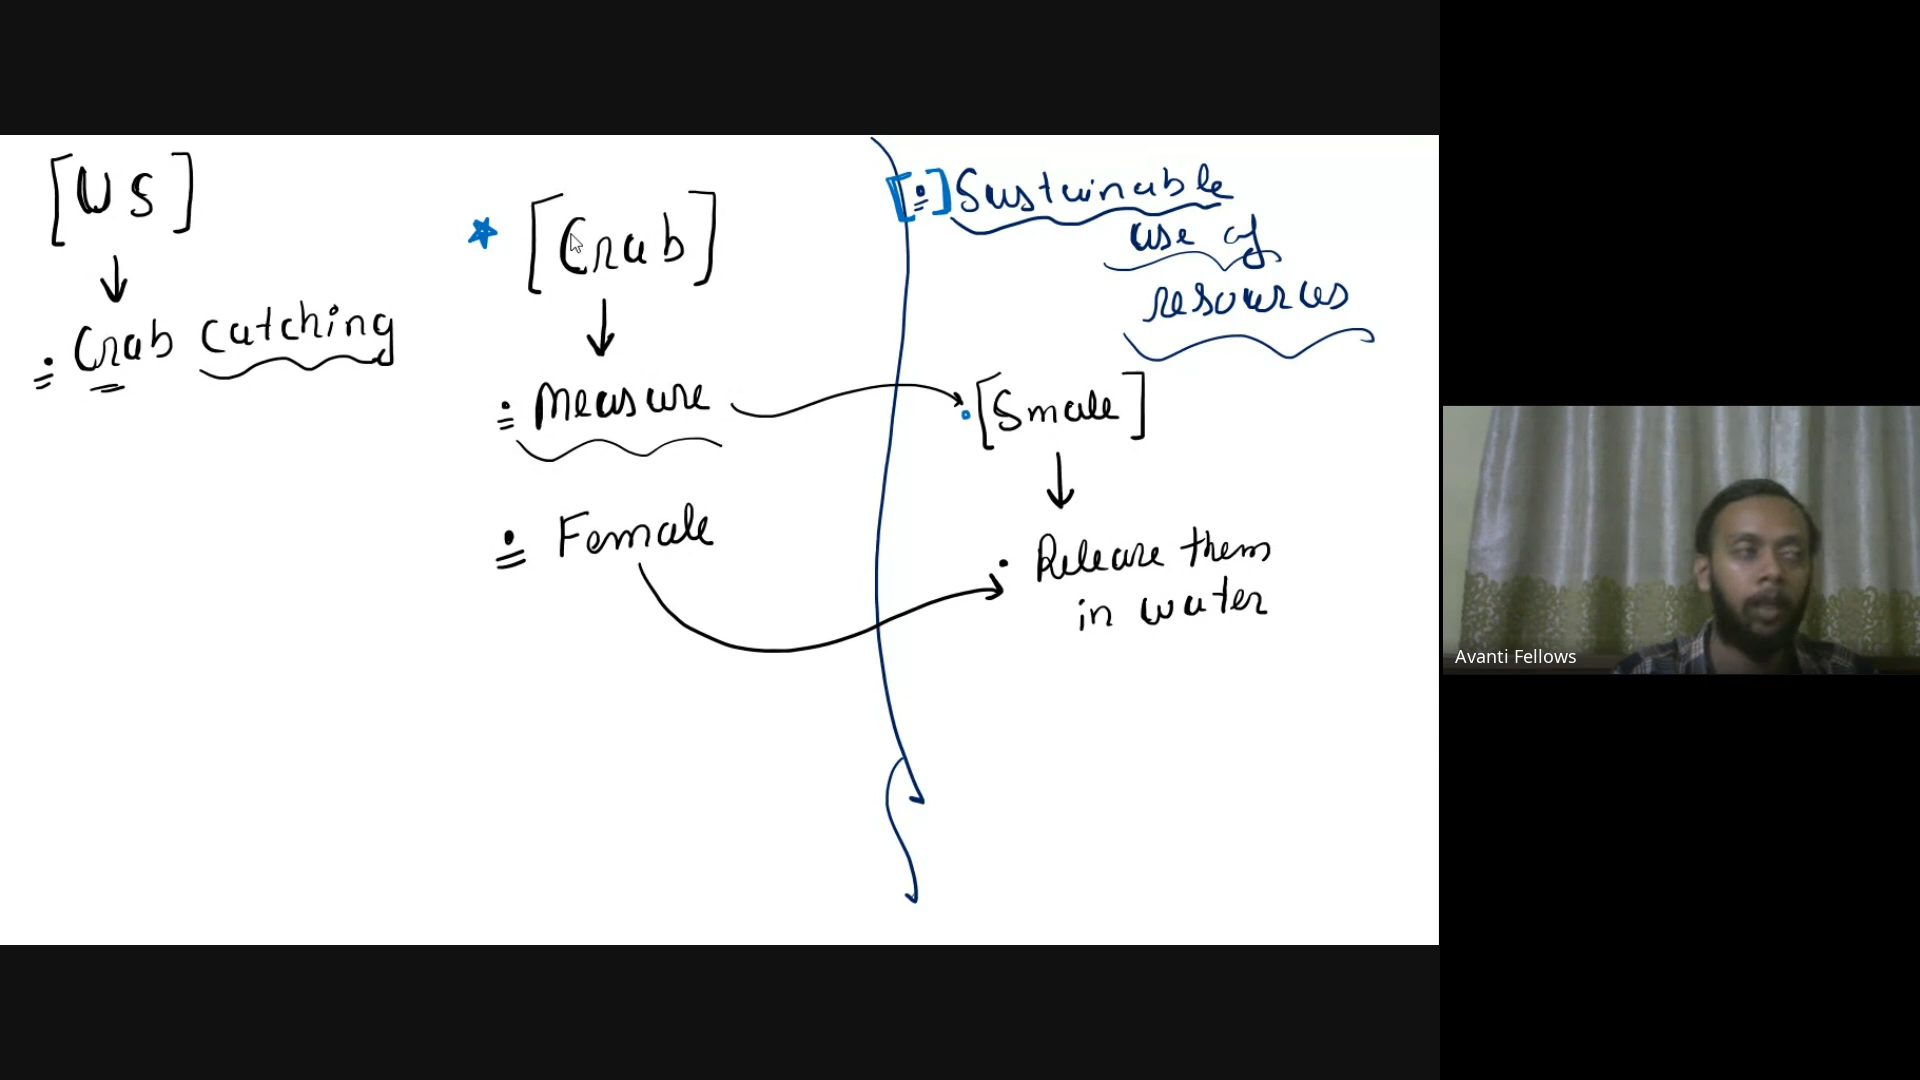 [US]
Crab catching
[Crab]
Measure
Female
Sustainable
use of
resources
[Small]
Release them
in water
Avanti Fellows